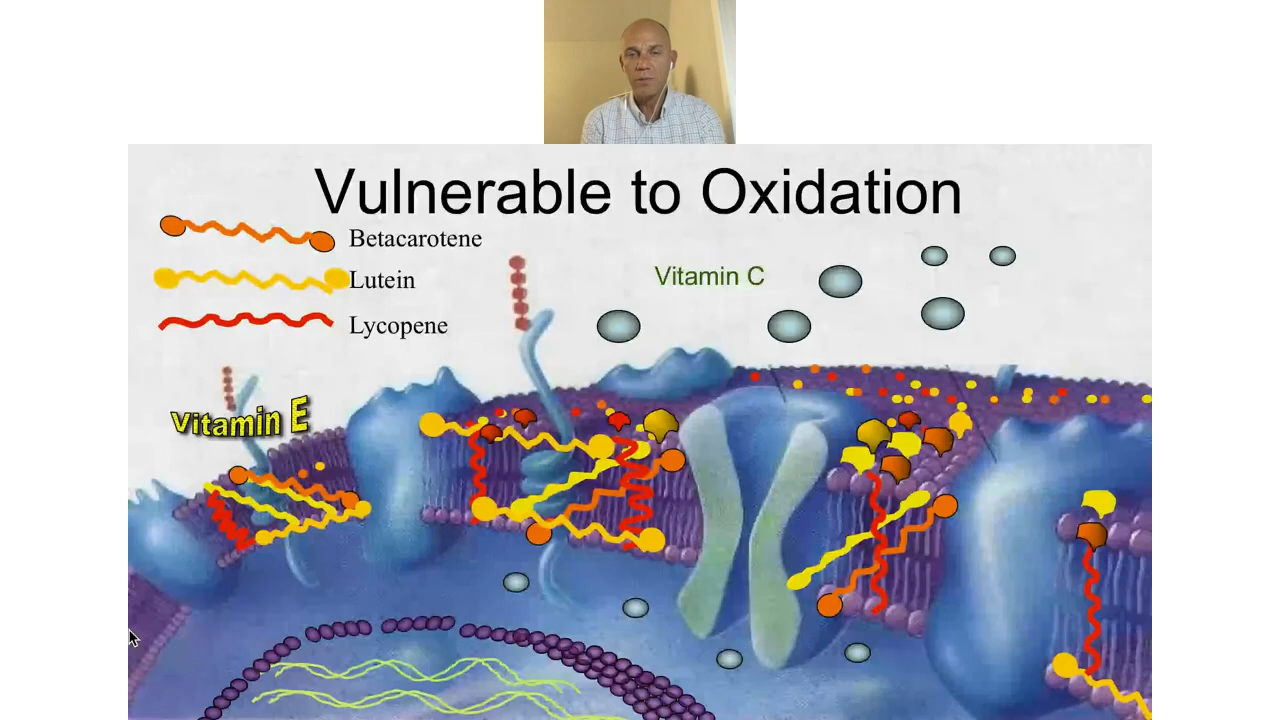 Vulnerable to Oxidation
Betacarotene
Lutein
Lycopene
Vitamin C
Vitamin E